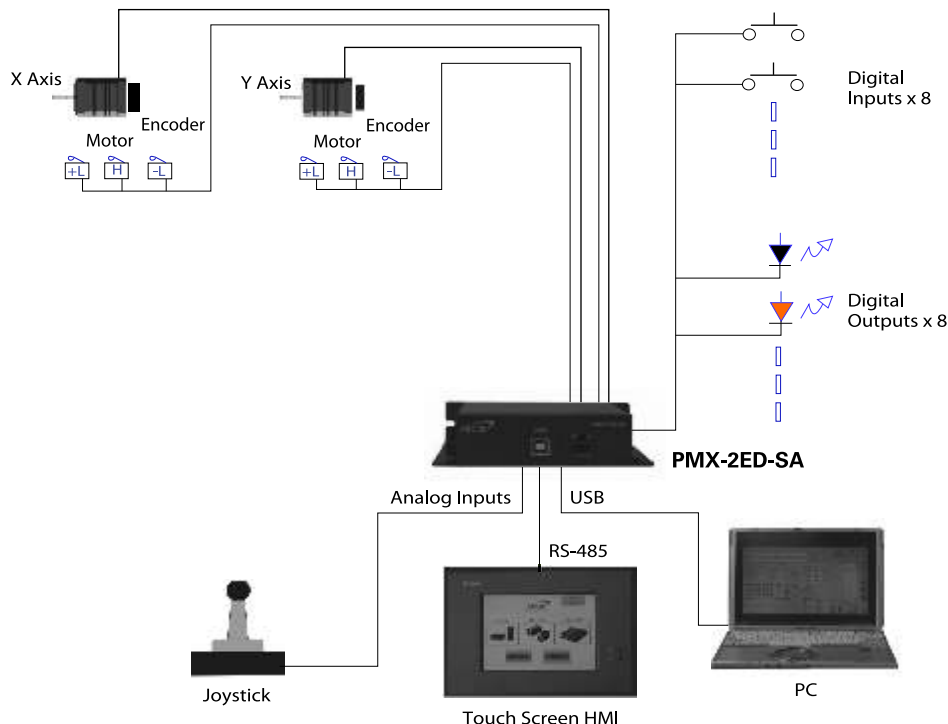 X Axis
Encoder
Motor
+L
H
-L
Y Axis
Encoder
Motor
+L
H
-L
Digital
Inputs x 8
Digital
Outputs x 8
PMX-2ED-SA
Analog Inputs
USB
RS-485
Joystick
Touch Screen HMI
PC